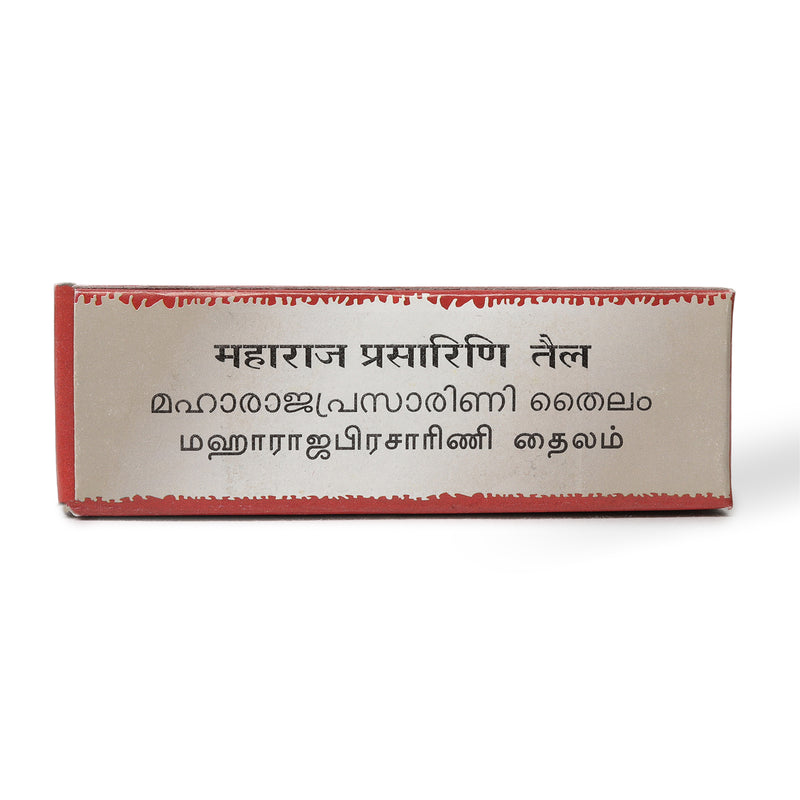 महाराज प्रसारिणि तैल
മഹാരാജപ്രസാരിണി തൈലം
மஹாராஜபிரசாரிணி தைலம்